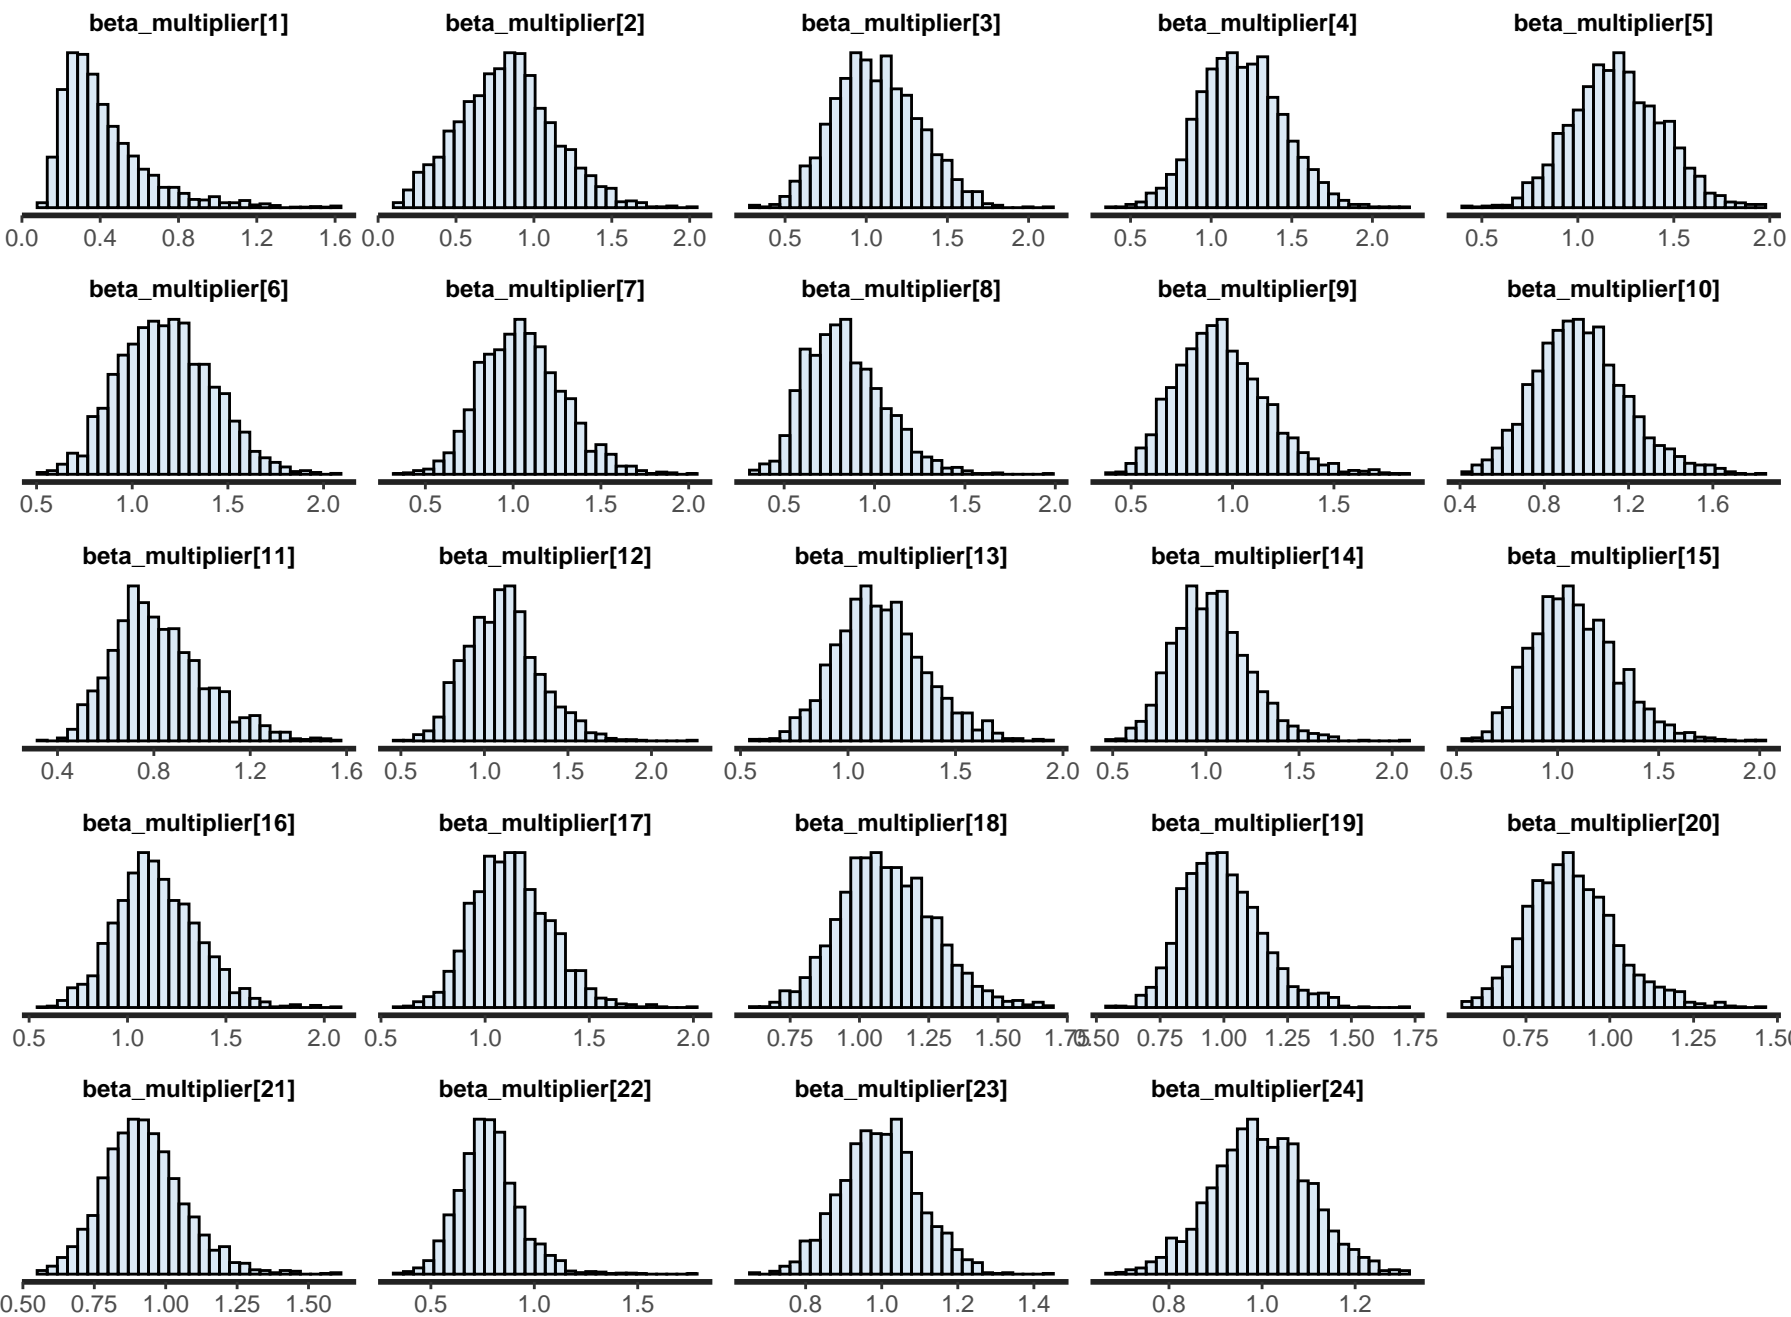 beta_multiplier[1] beta_multiplier[2] beta_multiplier[3] beta_multiplier[4] beta_multiplier[5]
0.0 0.4 0.8 1.2 1.6 0.0 0.5 1.0 1.5 2.0 0.5 1.0 1.5 2.0 0.5 1.0 1.5 2.0 0.5 1.0 1.5 2.0
beta_multiplier[6] beta_multiplier[7] beta_multiplier[8] beta_multiplier[9] beta_multiplier[10]
0.5 1.0 1.5 2.0 0.5 1.0 1.5 2.0 0.5 1.0 1.5 2.0 0.5 1.0 1.5 0.4 0.8 1.2 1.6
beta_multiplier[11] beta_multiplier[12] beta_multiplier[13] beta_multiplier[14] beta_multiplier[15]
0.4 0.8 1.2 1.6 0.5 1.0 1.5 2.0 0.5 1.0 1.5 2.0 0.5 1.0 1.5 2.0 0.5 1.0 1.5 2.0
beta_multiplier[16] beta_multiplier[17] beta_multiplier[18] beta_multiplier[19] beta_multiplier[20]
0.5 1.0 1.5 2.0 0.5 1.0 1.5 2.0 0.75 1.00 1.25 1.50 1.75 0.50 0.75 1.00 1.25 1.50 1.75 0.75 1.00 1.25 1.50
beta_multiplier[21] beta_multiplier[22] beta_multiplier[23] beta_multiplier[24]
0.50 0.75 1.00 1.25 1.50 0.5 1.0 1.5 0.8 1.0 1.2 1.4 0.8 1.0 1.2